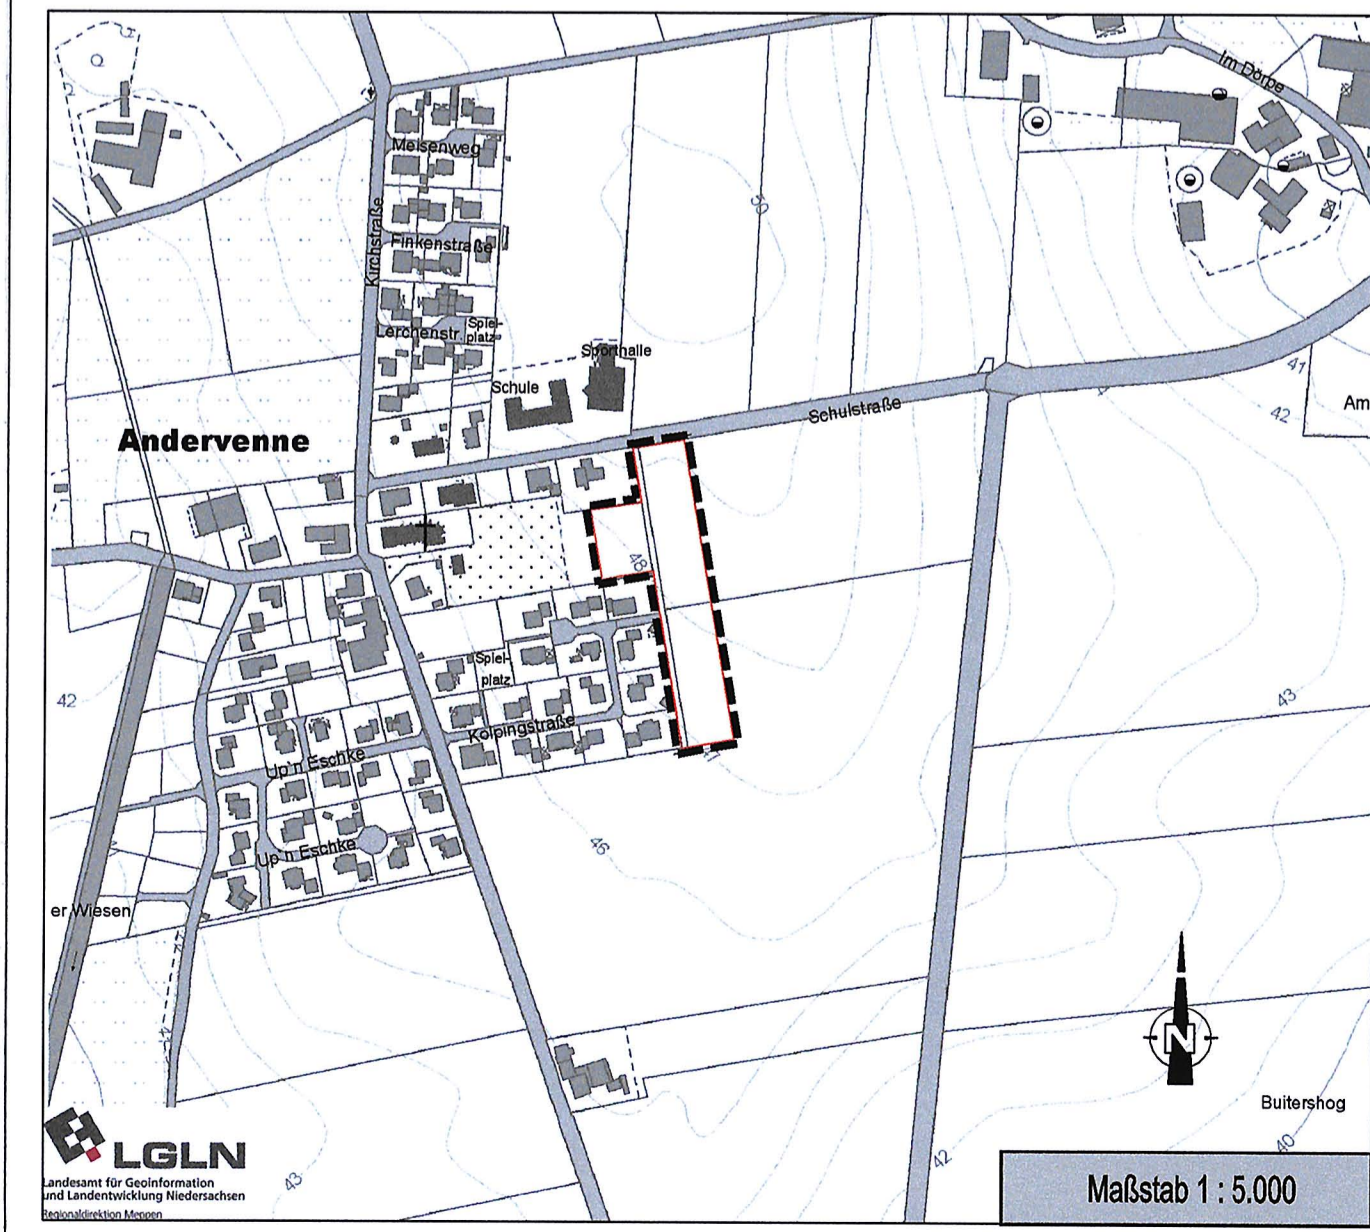 Im Dörpe
Meisenweg
Kirchstraße
50
Finkenstraße
Lerchenstr.
Spiel-
platz
Sporthalle
Schule
41
42
Am
Schulstraße
Andervenne
48
Spiel-
platz
42
43
Kolpingstraße
47
Up'n Eschke
46
Up'n Eschke
er Wiesen
N
Buitershog
40
42
43
LGLN
Landesamt für Geoinformation
und Landentwicklung Niedersachsen
Regionaldirektion Meppen
Maßstab 1 : 5.000